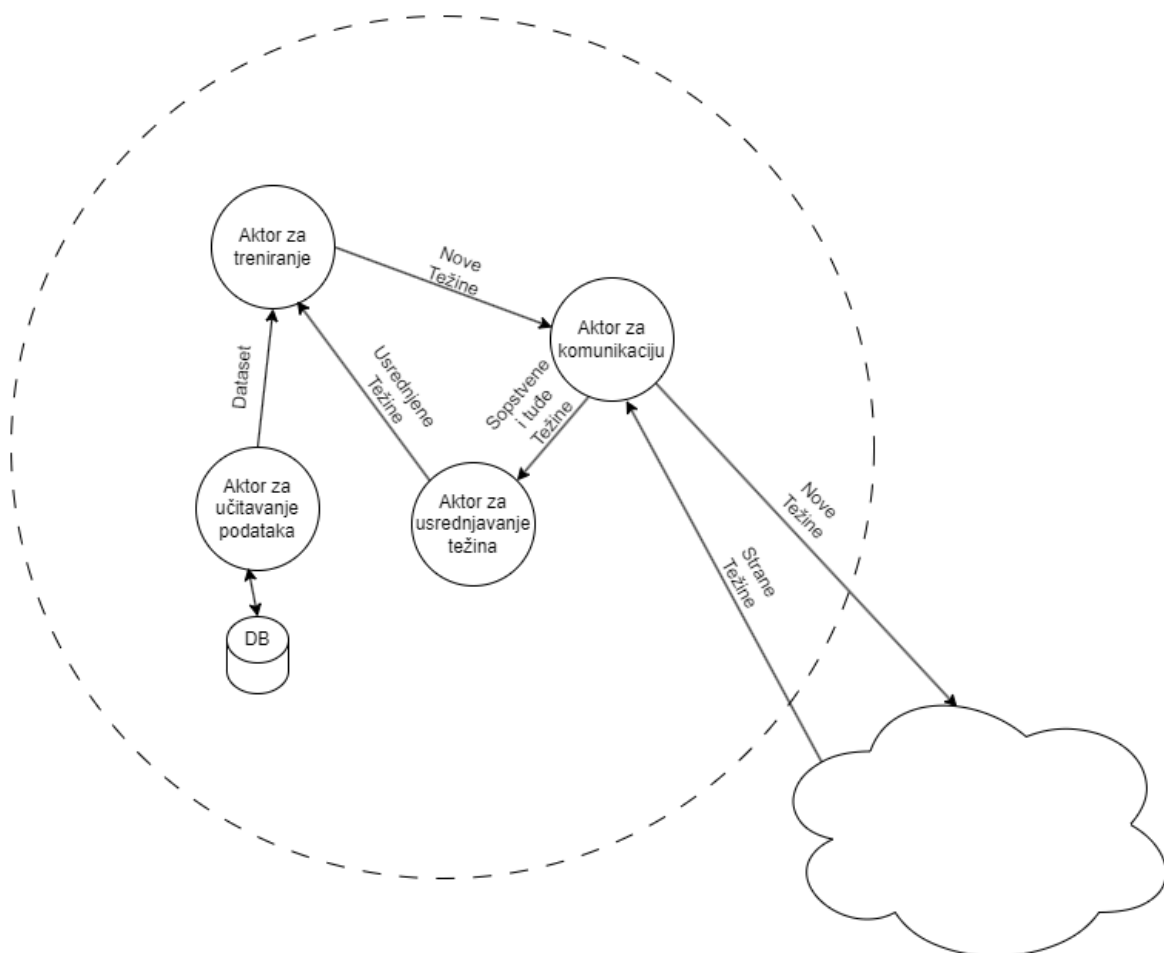 Aktor za
treniranje
Nove
Težine
Aktor za
komunikaciju
Dataset
Usrednjene
Težine
Sopstvene
i tuđe
Težine
Aktor za
učitavanje
podataka
Aktor za
usrednjavanje
težina
Nove
Težine
Strane
Težine
DB